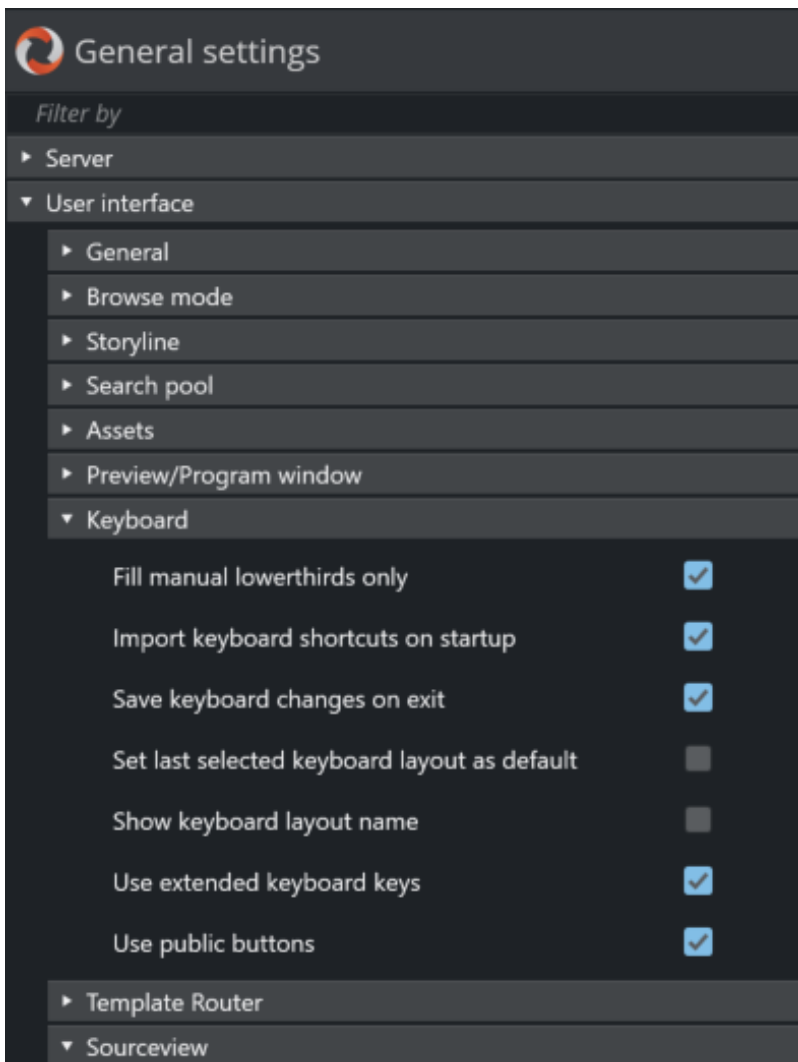 General settings
Filter by
Server
User interface
General
Browse mode
Storyline
Search pool
Assets
Preview/Program window
Keyboard
Fill manual lowerthirds only
Import keyboard shortcuts on startup
Save keyboard changes on exit
Set last selected keyboard layout as default
Show keyboard layout name
Use extended keyboard keys
Use public buttons
Template Router
Sourceview